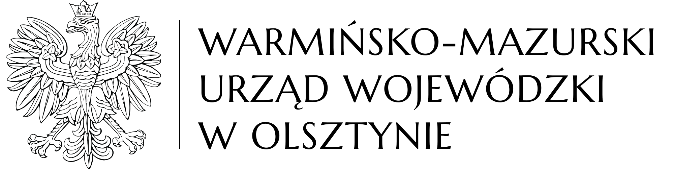 WARMIŃSKO-MAZURSKI
URZĄD WOJEWÓDZKI
W OLSZTYNIE